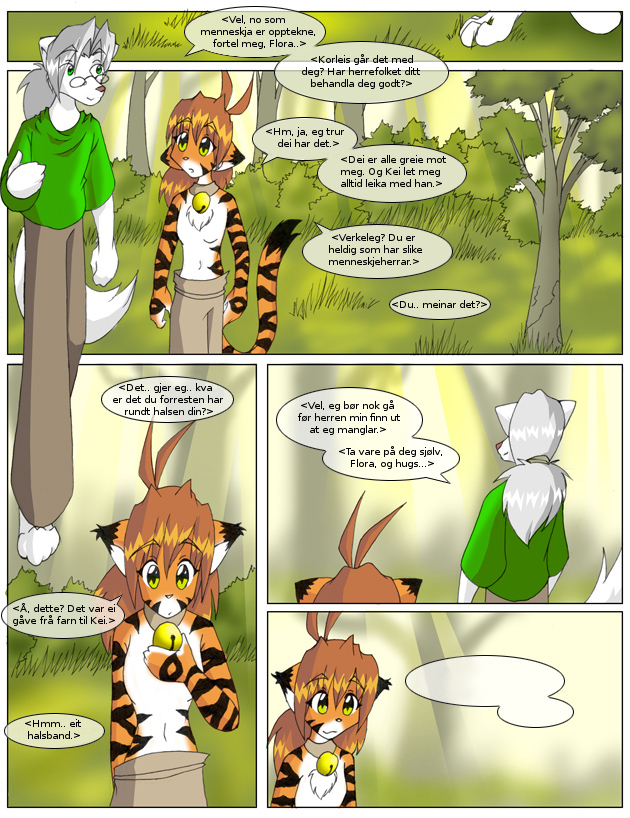 <Vel, no som
menneskja er opptekne,
fortel meg, Flora..>
<Korleis går det med
deg? Har herrefolket ditt
behandla deg godt?>
<Hm, ja, eg trur
dei har det.>
<Dei er alle greie mot
meg. Og Kei let meg
alltid leika med han.>
<Verkeleg? Du er
heldig som har slike
menneskjeherrar.>
<Du.. meinar det?>
<Det.. gjer eg.. kva
er det du forresten har
rundt halsen din?>
<Å, dette? Det var ei
gåve frå farn til Kei.>
<Hmm.. eit
halsband.>
<Vel, eg bør nok gå
før herren min finn ut
at eg manglar.>
<Ta vare på deg sjølv,
Flora, og hugs...>